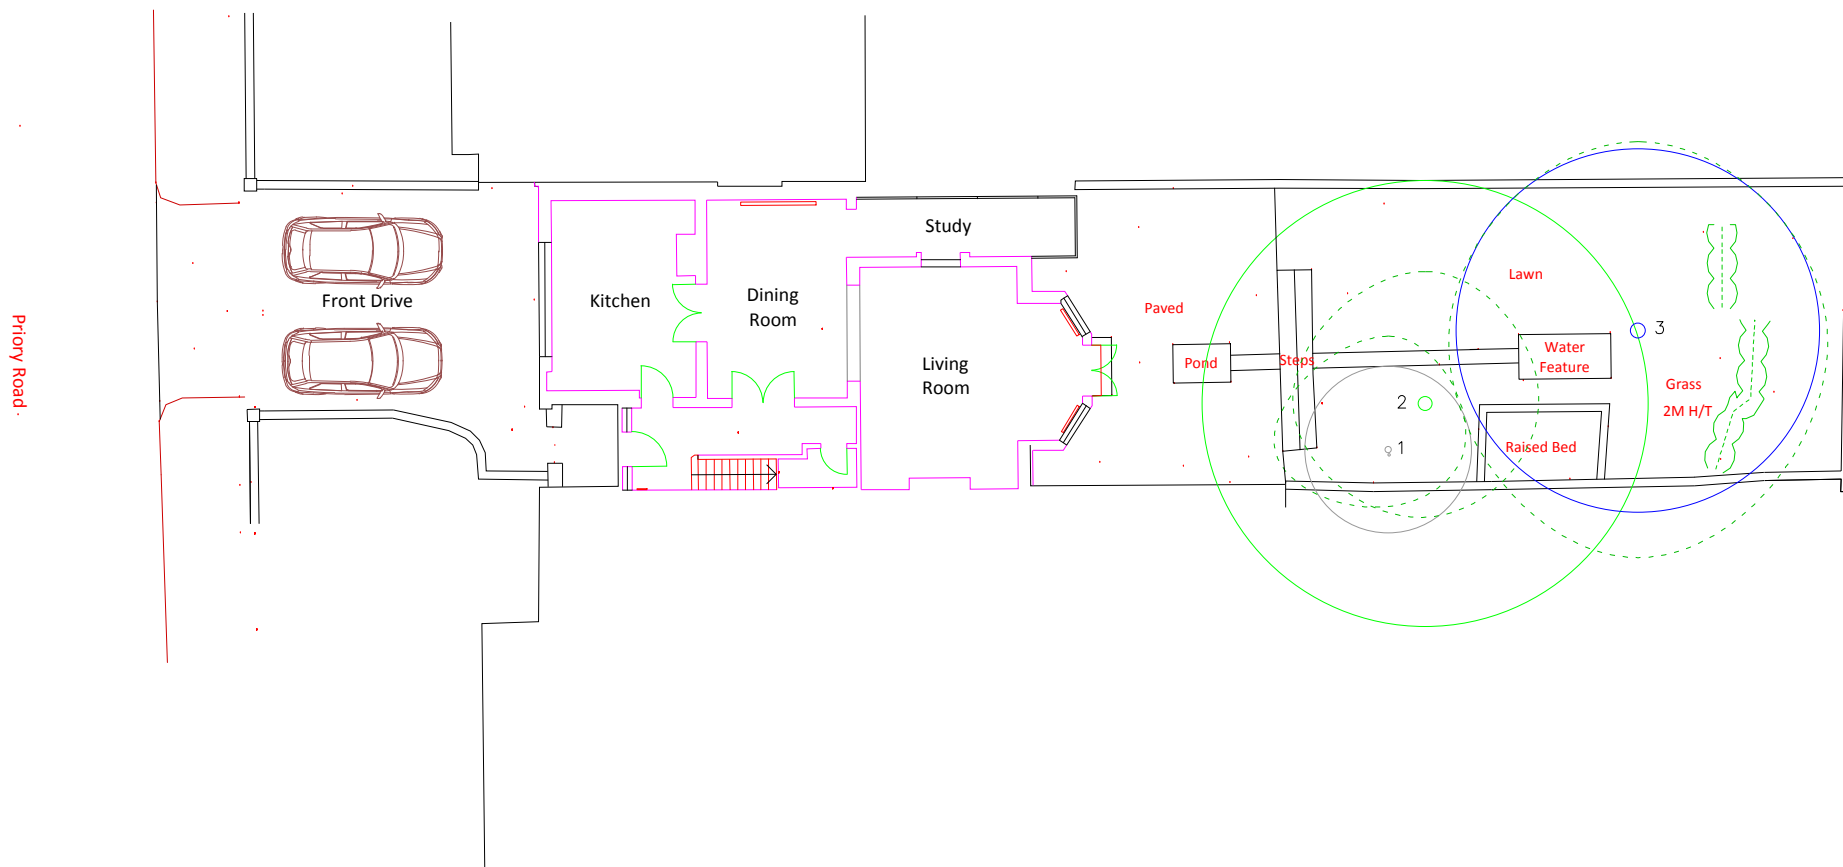 Priory Road
Front Drive
Kitchen
Dining
Room
Study
Living
Room
Paved
Pond
Steps
Lawn
Water
Feature
Raised Bed
Grass
2M H/T
1
2
3